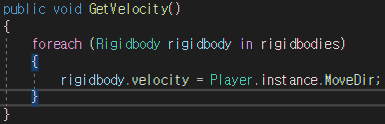 public void GetVelocity()
{
    foreach (Rigidbody rigidbody in rigidbodies)
    {
        rigidbody.velocity = Player.instance.MoveDir;
    }
}